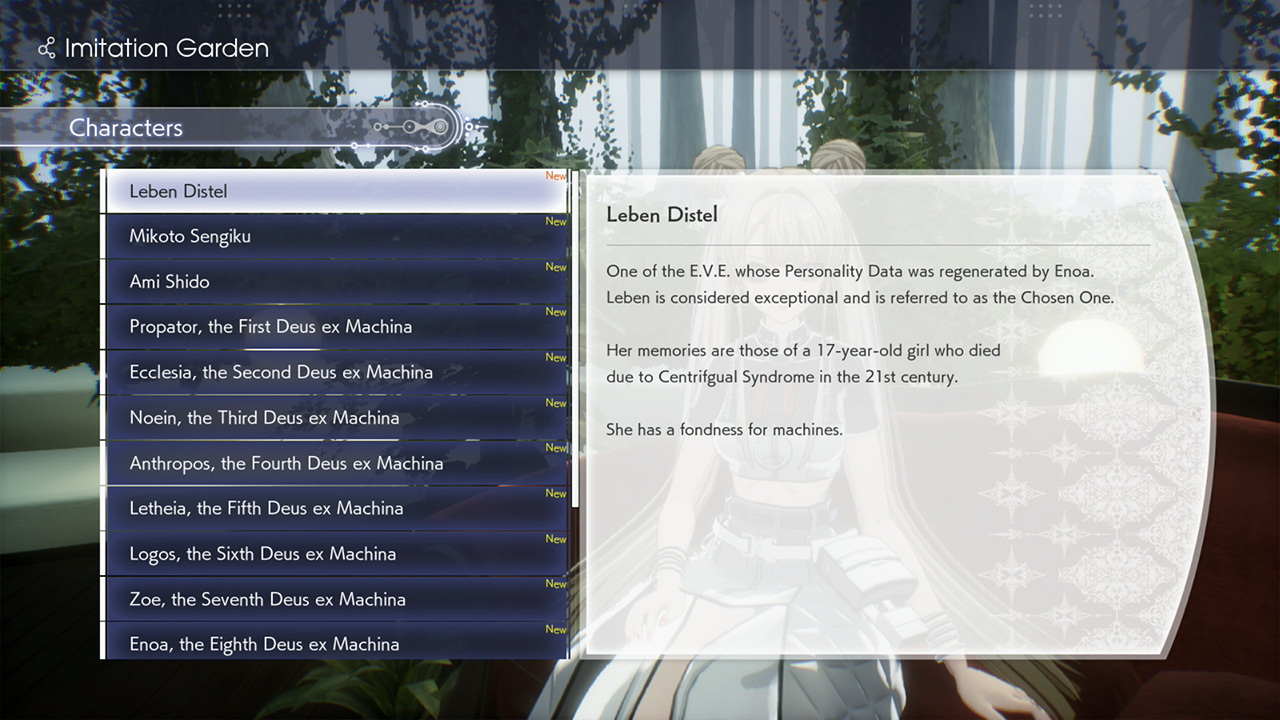 Imitation Garden
Characters
New
Leben Distel
New
Mikoto Sengiku
New
Ami Shido
New
Propator, the First Deus ex Machina
New
Ecclesia, the Second Deus ex Machina
New
Noein, the Third Deus ex Machina
New
Anthropos, the Fourth Deus ex Machina
New
Letheia, the Fifth Deus ex Machina
New
Logos, the Sixth Deus ex Machina
New
Zoe, the Seventh Deus ex Machina
New
Enoa, the Eighth Deus ex Machina
Leben Distel
One of the E.V.E. whose Personality Data was regenerated by Enoa.
Leben is considered exceptional and is referred to as the Chosen One.
Her memories are those of a 17-year-old girl who died
due to Centrifgual Syndrome in the 21st century.
She has a fondness for machines.